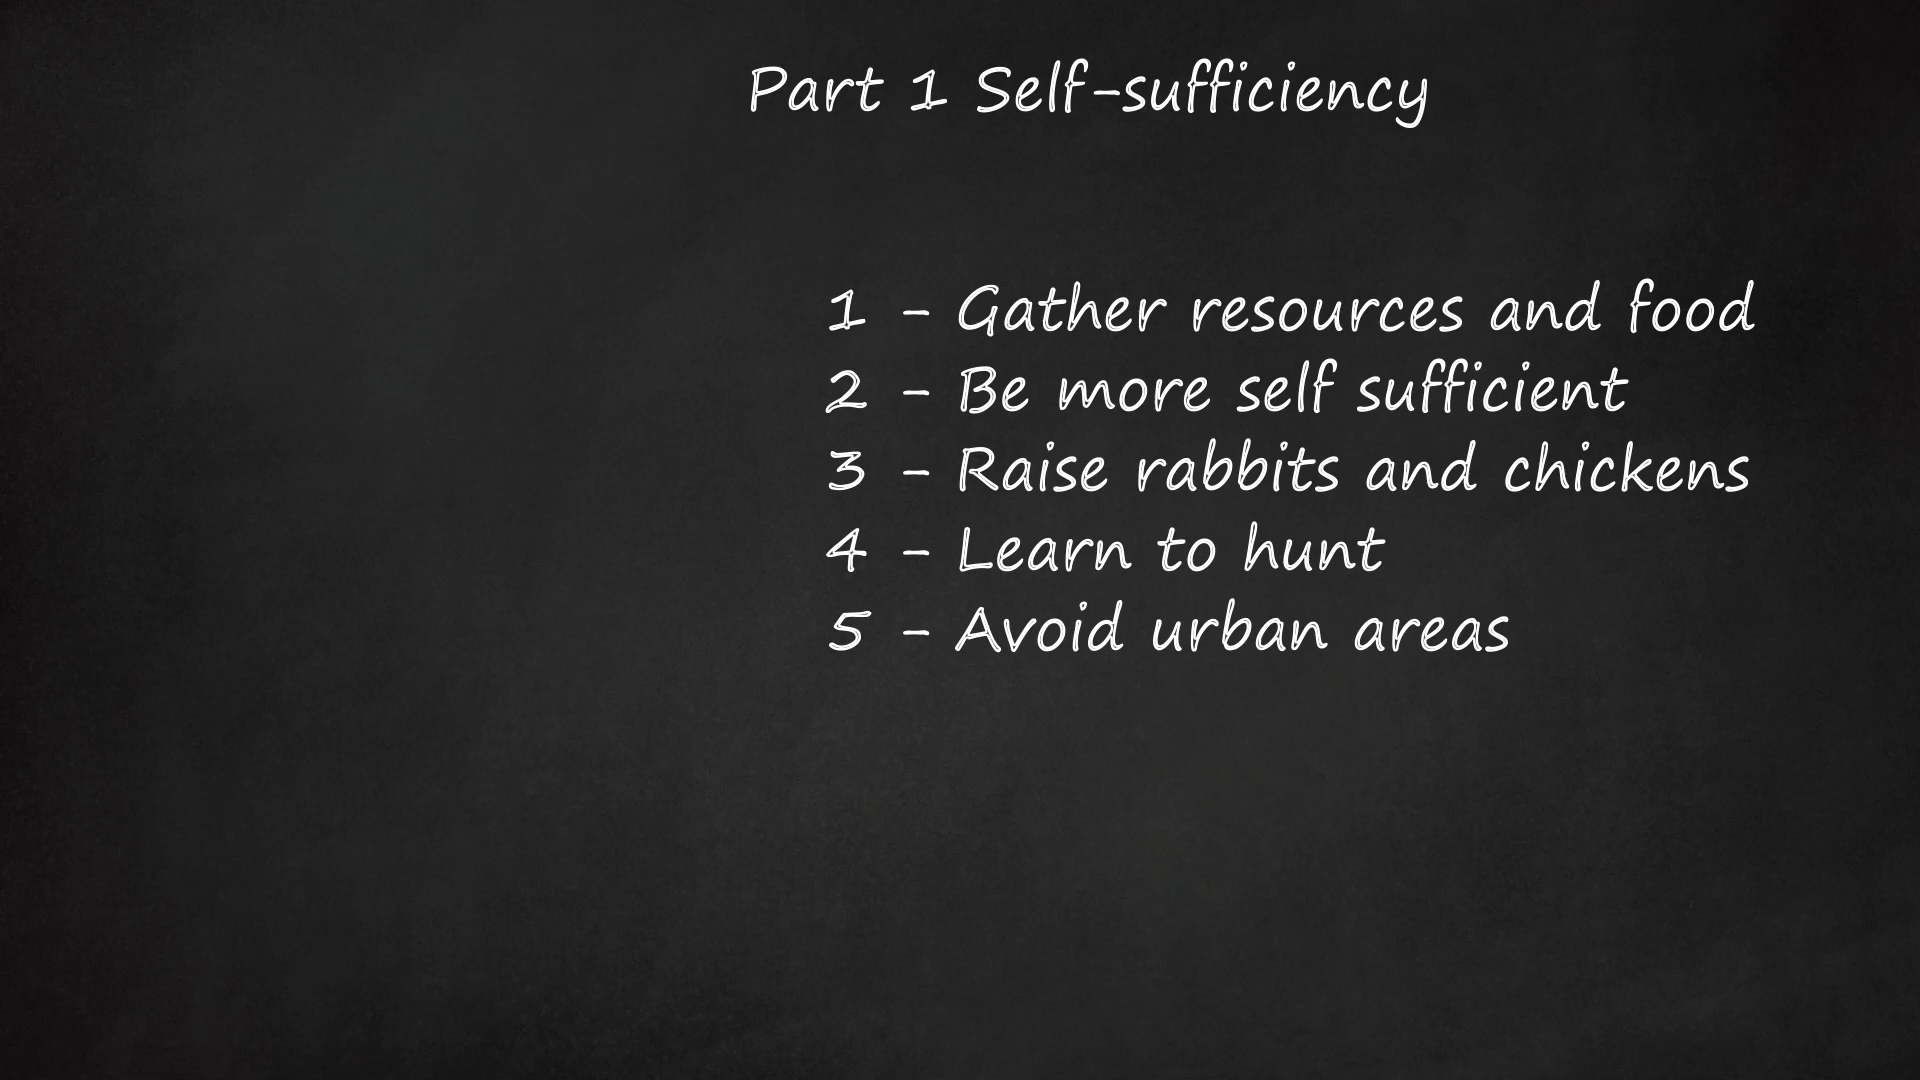 Part 1 Self-sufficiency
1 - Gather resources and food
2 - Be more self sufficient
3 - Raise rabbits and chickens
4 - Learn to hunt
5 - Avoid urban areas